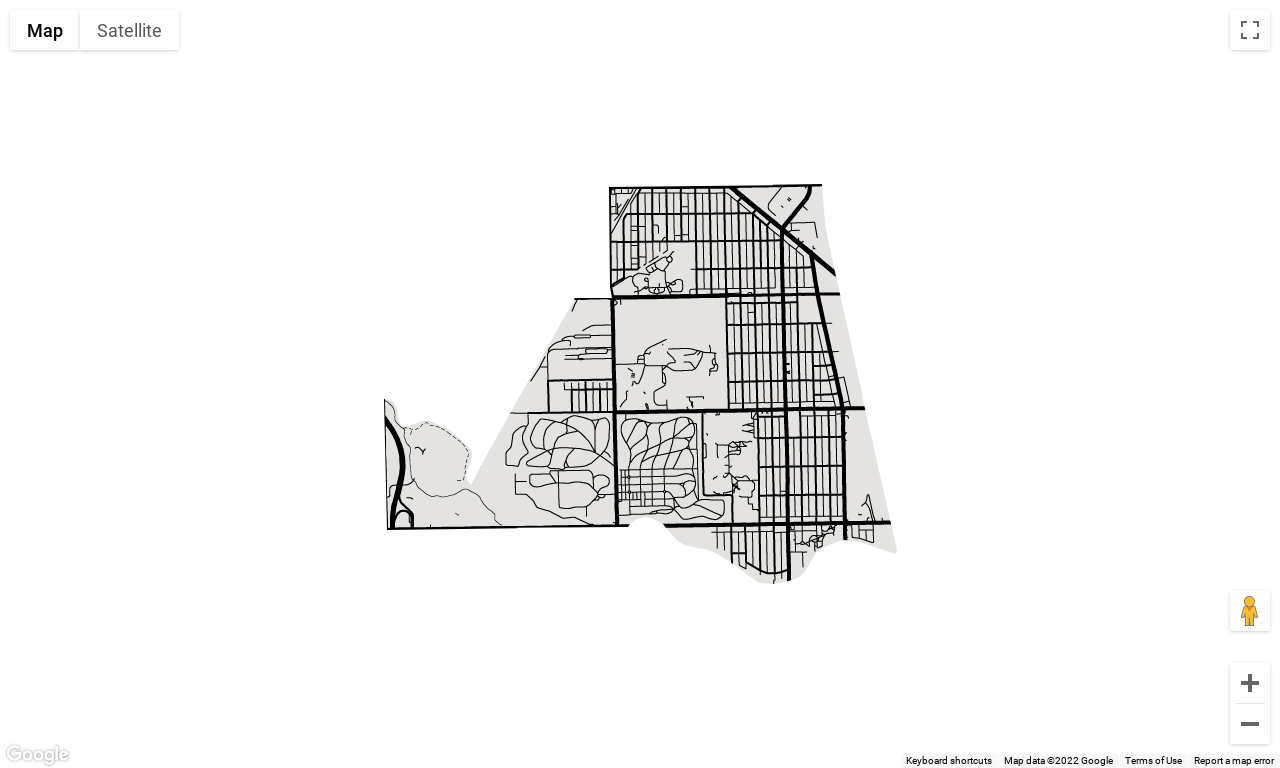 Map
Satellite
Google
Keyboard shortcuts
Map data ©2022 Google
Terms of Use
Report a map error